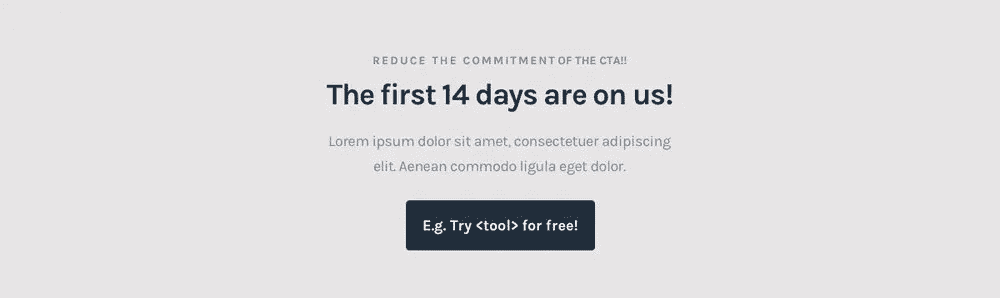 REDUCE THE COMMITMENT OF THE CTA!!
The first 14 days are on us!
Lorem ipsum dolor sit amet, consectetuer adipiscing
elit. Aenean commodo ligula eget dolor.
E.g. Try <tool> for free!